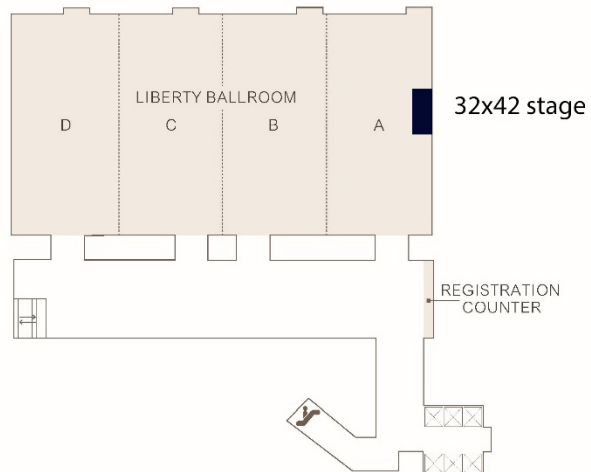 LIBERTY BALLROOM
D
C
B
A
32x42 stage
REGISTRATION
COUNTER